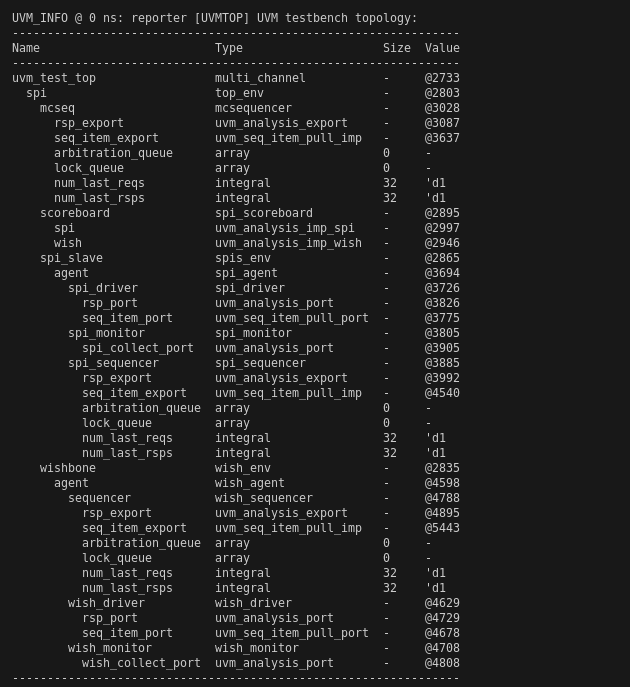 UVM_INFO @ 0 ns: reporter [UVMTOP] UVM testbench topology:
----------------------------------------------------------------
Name                         Type                    Size  Value
----------------------------------------------------------------
uvm_test_top                 multi_channel           -     @2733
  spi                        top_env                 -     @2803
    mcseq                    mcsequencer             -     @3028
      rsp_export             uvm_analysis_export     -     @3087
      seq_item_export        uvm_seq_item_pull_imp   -     @3637
      arbitration_queue      array                   0     -
      lock_queue             array                   0     -
      num_last_reqs          integral                32    'd1
      num_last_rsps          integral                32    'd1
    scoreboard               spi_scoreboard          -     @2895
      spi                    uvm_analysis_imp_spi    -     @2997
      wish                   uvm_analysis_imp_wish   -     @2946
    spi_slave                spis_env                -     @2865
      agent                  spi_agent               -     @3694
        spi_driver           spi_driver              -     @3726
          rsp_port           uvm_analysis_port       -     @3826
          seq_item_port      uvm_seq_item_pull_port  -     @3775
        spi_monitor          spi_monitor             -     @3805
          spi_collect_port   uvm_analysis_port       -     @3905
        spi_sequencer        spi_sequencer           -     @3885
          rsp_export         uvm_analysis_export     -     @3992
          seq_item_export    uvm_seq_item_pull_imp   -     @4540
          arbitration_queue  array                   0     -
          lock_queue         array                   0     -
          num_last_reqs      integral                32    'd1
          num_last_rsps      integral                32    'd1
    wishbone                 wish_env                -     @2835
      agent                  wish_agent              -     @4598
        sequencer            wish_sequencer          -     @4788
          rsp_export         uvm_analysis_export     -     @4895
          seq_item_export    uvm_seq_item_pull_imp   -     @5443
          arbitration_queue  array                   0     -
          lock_queue         array                   0     -
          num_last_reqs      integral                32    'd1
          num_last_rsps      integral                32    'd1
        wish_driver          wish_driver             -     @4629
          rsp_port           uvm_analysis_port       -     @4729
          seq_item_port      uvm_seq_item_pull_port  -     @4678
        wish_monitor         wish_monitor            -     @4708
          wish_collect_port  uvm_analysis_port       -     @4808
----------------------------------------------------------------